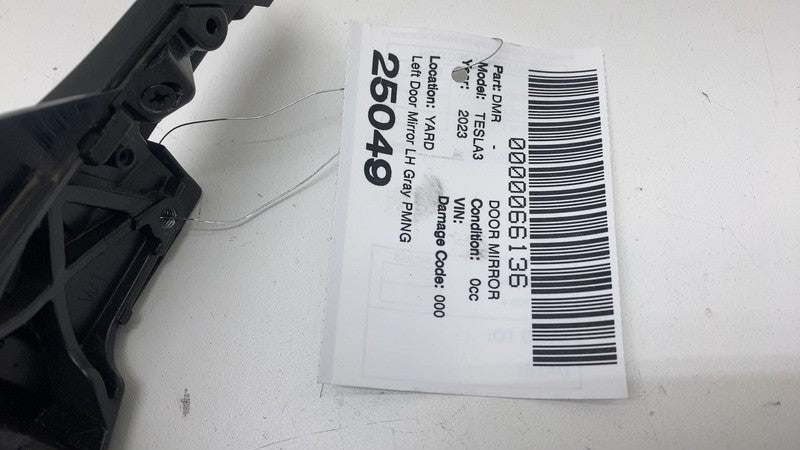 0000066136
Part: DMR - DOOR MIRROR
Model: TESLA3 Condition: 0cc
Year: 2023 VIN:
Location: YARD Damage Code: 000
Left Door Mirror LH Gray PMNG
25049